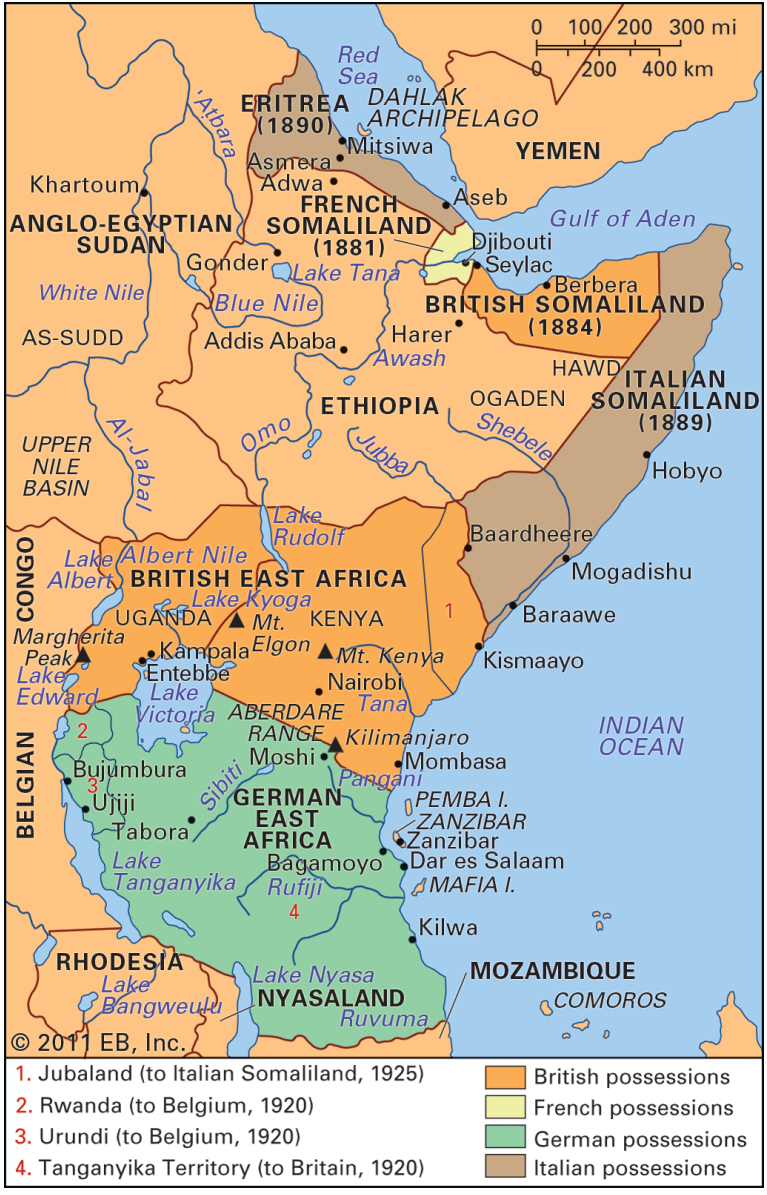 0 100 200 300 mi
0 200 400 km
Red
Sea
'Atbara
ERITREA
(1890)
DAHLAK
ARCHIPELAGO
Mitsiwa
YEMEN
Asmera
Adwa
Khartoum
Aseb
FRENCH
SOMALILAND
(1881)
ANGLO-EGYPTIAN
SUDAN
Gulf of Aden
Djibouti
Gonder
Seylac
Lake Tana
Berbera
White Nile
Blue Nile
BRITISH SOMALILAND
(1884)
AS-SUDD
Addis Ababa
Harer
Awash
HAWD
ITALIAN
SOMALILAND
(1889)
OGADEN
ETHIOPIA
Shebele
Al-Jabal
Omo
Jubba
UPPER
NILE
BASIN
Hobyo
Lake
Rudolf
Baardheere
Lake
Albert
Albert Nile
Mogadishu
BRITISH EAST AFRICA
Lake Kyoga
UGANDA
KENYA
1
Baraawe
Mt.
Elgon
Margherita
Peak
Kampala
Mt. Kenya
Kismaayo
Entebbe
Lake
Edward
Nairobi
Lake
Victoria
Tana
ABERDARE
RANGE
INDIAN
OCEAN
2
Kilimanjaro
Moshi
Mombasa
Bujumbura
Pangani
3
Sibiti
Ujiji
GERMAN
EAST
AFRICA
PEMBA I.
ZANZIBAR
Tabora
Zanzibar
BELGIAN CONGO
Lake
Tanganyika
Bagamoyo
Dar es Salaam
Rufiji
MAFIA I.
4
Kilwa
RHODESIA
Lake
Bangweulu
Lake Nyasa
MOZAMBIQUE
NYASALAND
COMOROS
Ruvuma
© 2011 EB, Inc.
1. Jubaland (to Italian Somaliland, 1925)
2. Rwanda (to Belgium, 1920)
3. Urundi (to Belgium, 1920)
4. Tanganyika Territory (to Britain, 1920)
British possessions
French possessions
German possessions
Italian possessions